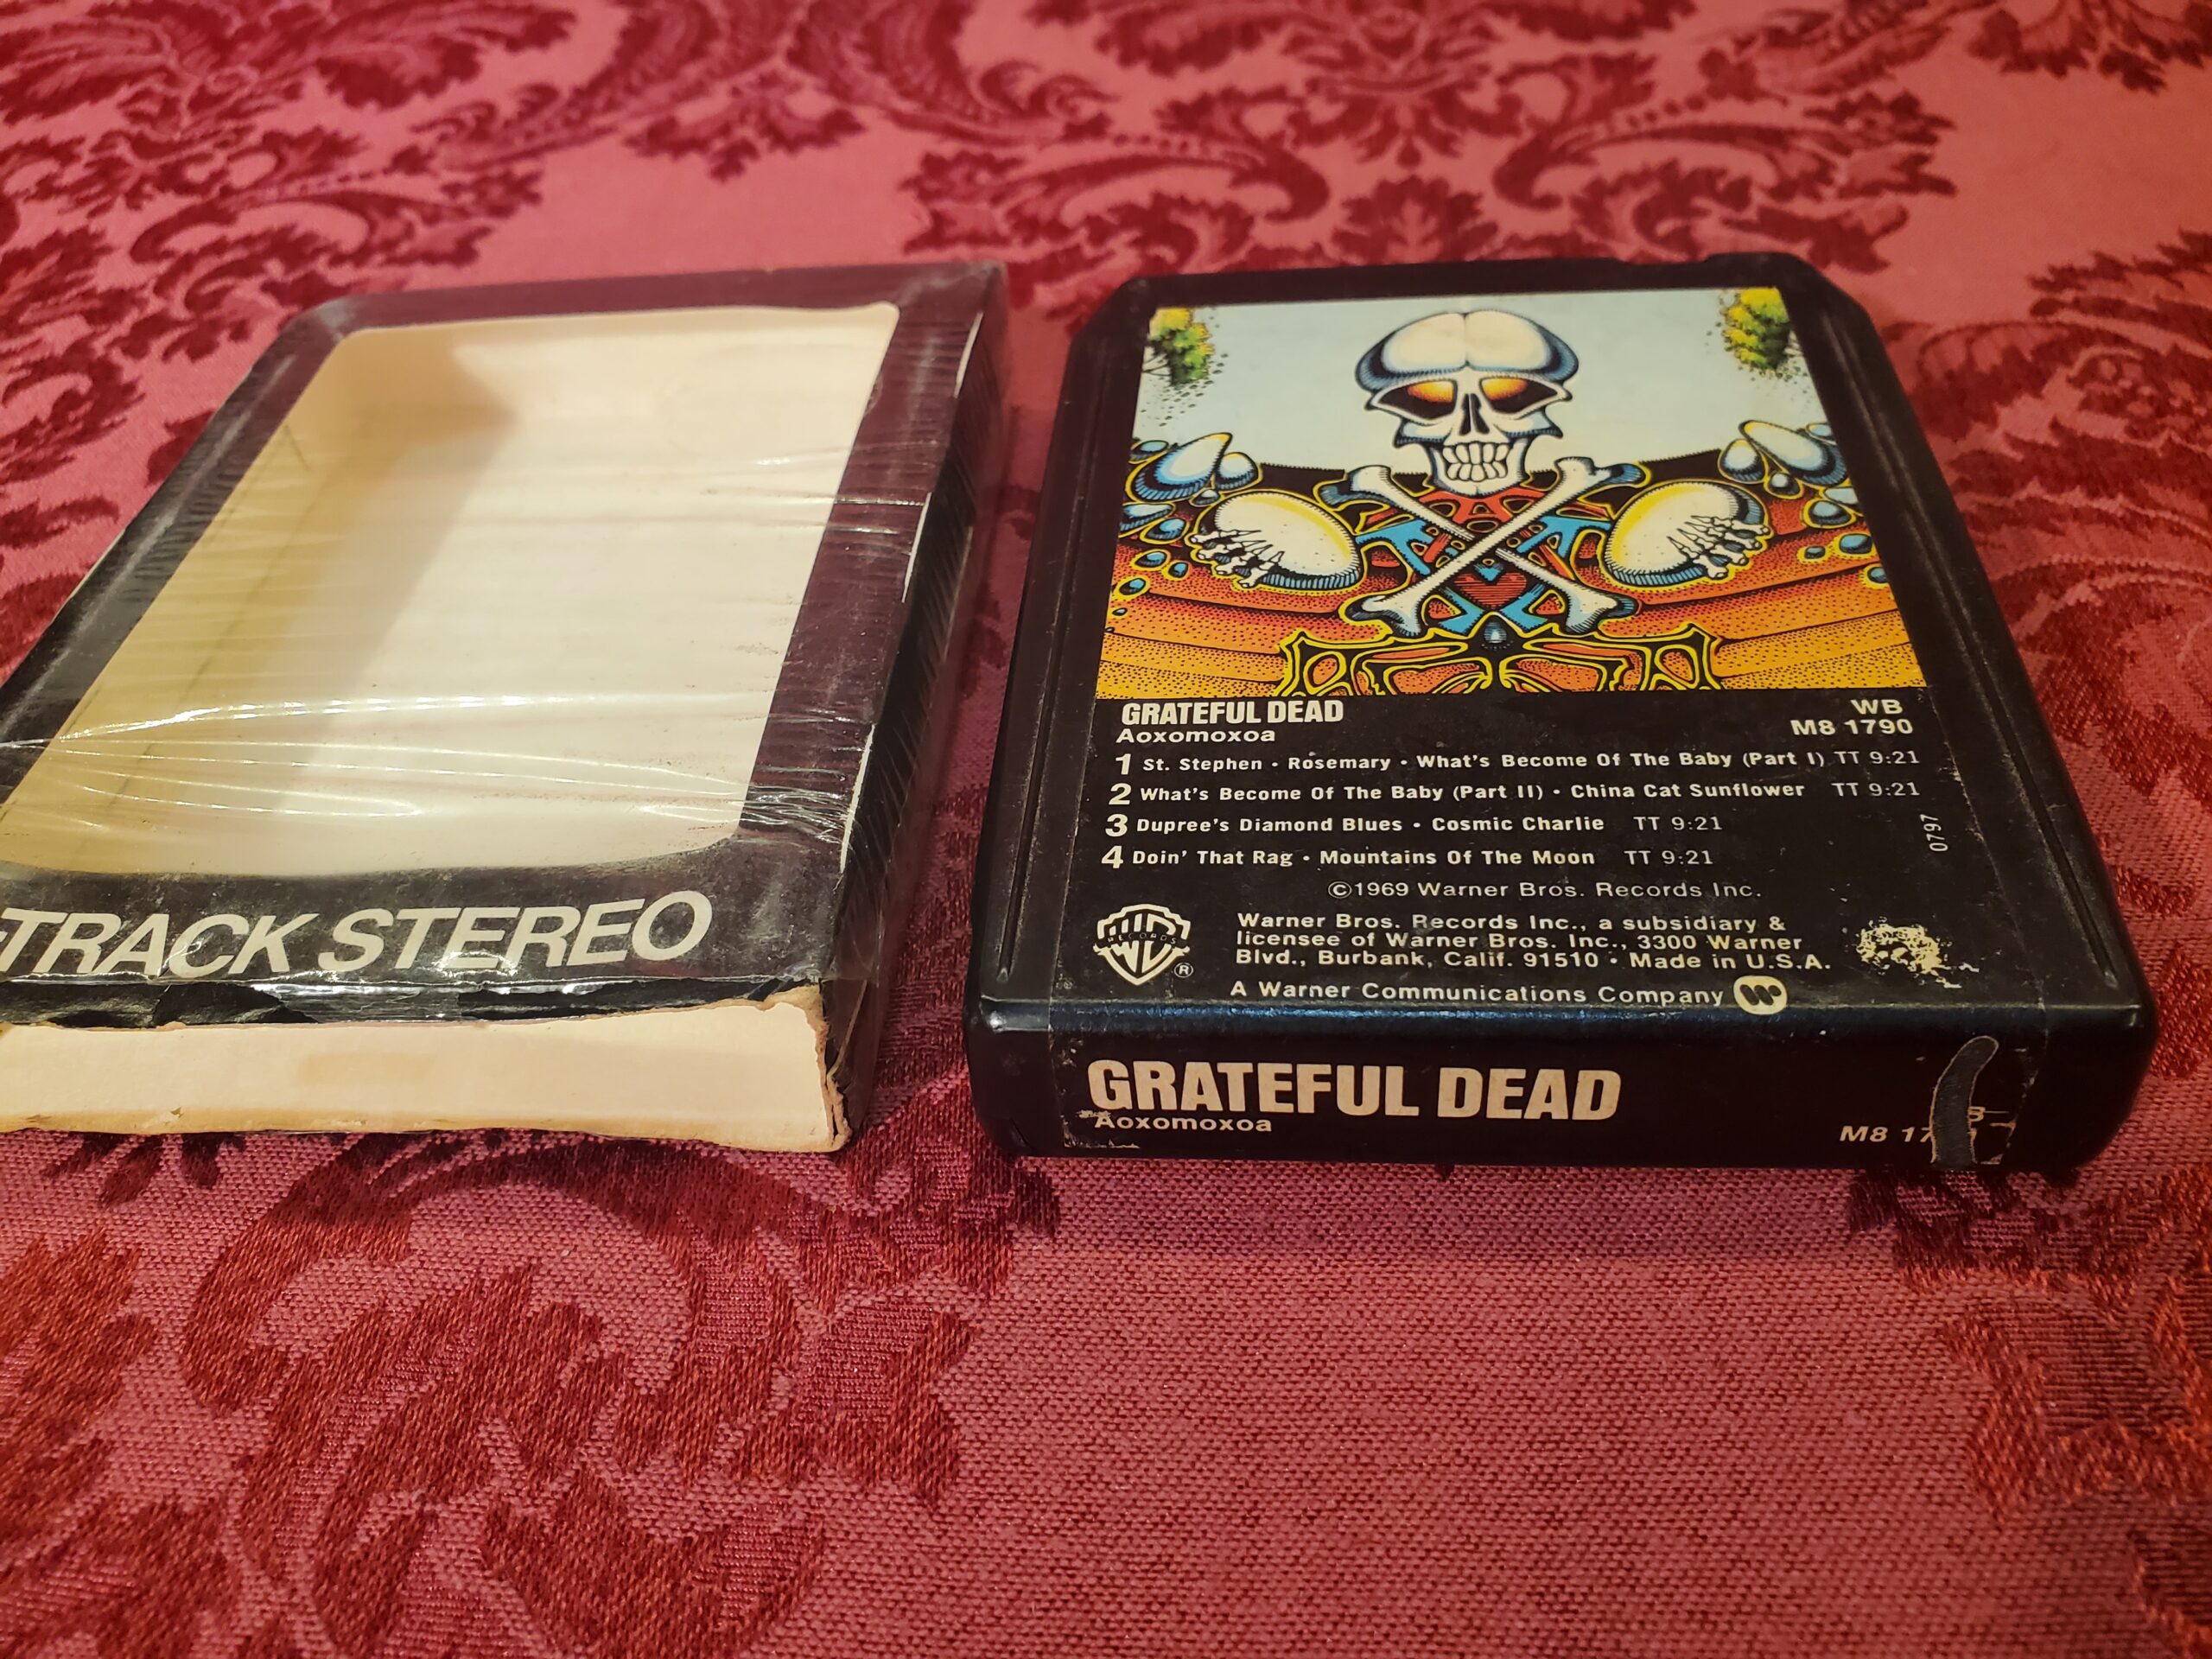 TRACK STEREO
GRATEFUL DEAD
Aoxomoxoa
WB
M8 1790
1 St. Stephen • Rosemary • What's Become Of The Baby (Part I) TT 9:21
2 What's Become Of The Baby (Part II) • China Cat Sunflower TT 9:21
3 Dupree's Diamond Blues • Cosmic Charlie TT 9:21
4 Doin' That Rag • Mountains Of The Moon TT 9:21
0797
©1969 Warner Bros. Records Inc.
RECORDS
®
Warner Bros. Records Inc., a subsidiary &
licensee of Warner Bros. Inc., 3300 Warner
Blvd., Burbank, Calif. 91510 • Made in U.S.A.
A Warner Communications Company
GRATEFUL DEAD
Aoxomoxoa
M8 17